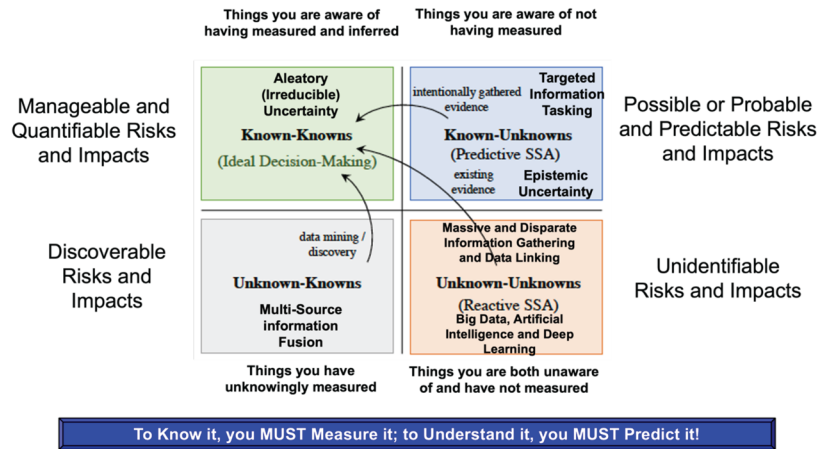 Things you are aware of
having measured and inferred
Things you are aware of not
having measured
Manageable and
Quantifiable Risks
and Impacts
Aleatory
(Irreducible)
Uncertainty
Known-Knowns
(Ideal Decision-Making)
intentionally gathered
evidence
Targeted
Information
Tasking
Known-Unknowns
(Predictive SSA)
existing
evidence
Epistemic
Uncertainty
Possible or Probable
and Predictable Risks
and Impacts
Discoverable
Risks and
Impacts
data mining /
discovery
Unknown-Knowns
Multi-Source
information
Fusion
Massive and Disparate
Information Gathering
and Data Linking
Unknown-Unknowns
(Reactive SSA)
Big Data, Artificial
Intelligence and Deep
Learning
Unidentifiable
Risks and Impacts
Things you have
unknowingly measured
Things you are both unaware
of and have not measured
To Know it, you MUST Measure it; to Understand it, you MUST Predict it!